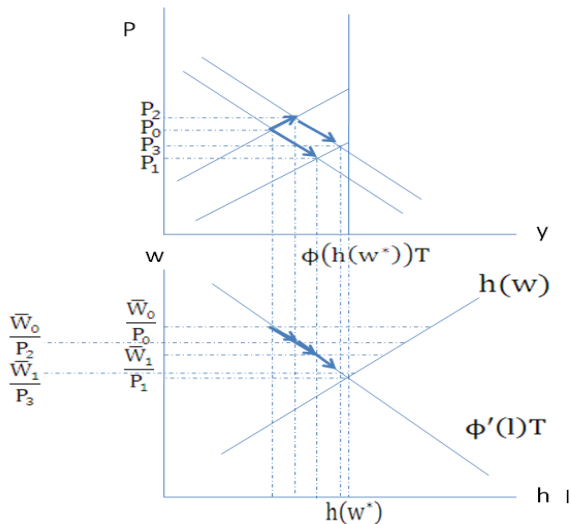 P
P₂
P₀
P₃
P₁
y
ϕ(h(w*))T
w
h(w)
W̅₀
P₂
W̅₁
P₃
W̅₀
P₀
W̅₁
P₁
ϕ′(l)T
h(w*)
h l